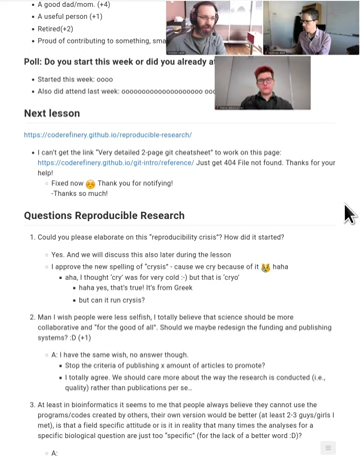 A good dad/mom. (+4)
A useful person (+1)
Retired(+2)
Proud of contributing to something, sma
Poll: Do you start this week or did you already a
Started this week: oooo
Also did attend last week: 
Next lesson
https://coderefinery.github.io/reproducible-research/
I can't get the link "Very detailed 2-page git cheatsheet" to work on this page:
https://coderefinery.github.io/git-intro/reference/ Just get 404 File not found. Thanks for your
help!
Fixed now 😊 Thank you for notifying!
-Thanks so much!
Questions Reproducible Research
1. Could you please elaborate on this "reproducibility crisis"? How did it started?
Yes. And we will discuss this also later during the lesson
I approve the new spelling of "crysis" - cause we cry because of it 😹 haha
aha, I thought 'cry' was for very cold :-) but that is 'cryo'
haha yes, that's true! It's from Greek
but can it run crysis?
2. Man I wish people were less selfish, I totally believe that science should be more
collaborative and "for the good of all". Should we maybe redesign the funding and publishing
systems? :D (+1)
A: I have the same wish, no answer though.
Stop the criteria of publishing x amount of articles to promote?
I totally agree. We should care more about the way the research is conducted (i.e.,
quality) rather than publications per se..
3. At least in bioinformatics it seems to me that people always believe they cannot use the
programs/codes created by others, their own version would be better (at least 2-3 guys/girls I
met), is that a field specific attitude or is it in reality that many times the analyses for a
specific biological question are just too "specific" (for the lack of a better word :D)?
A: